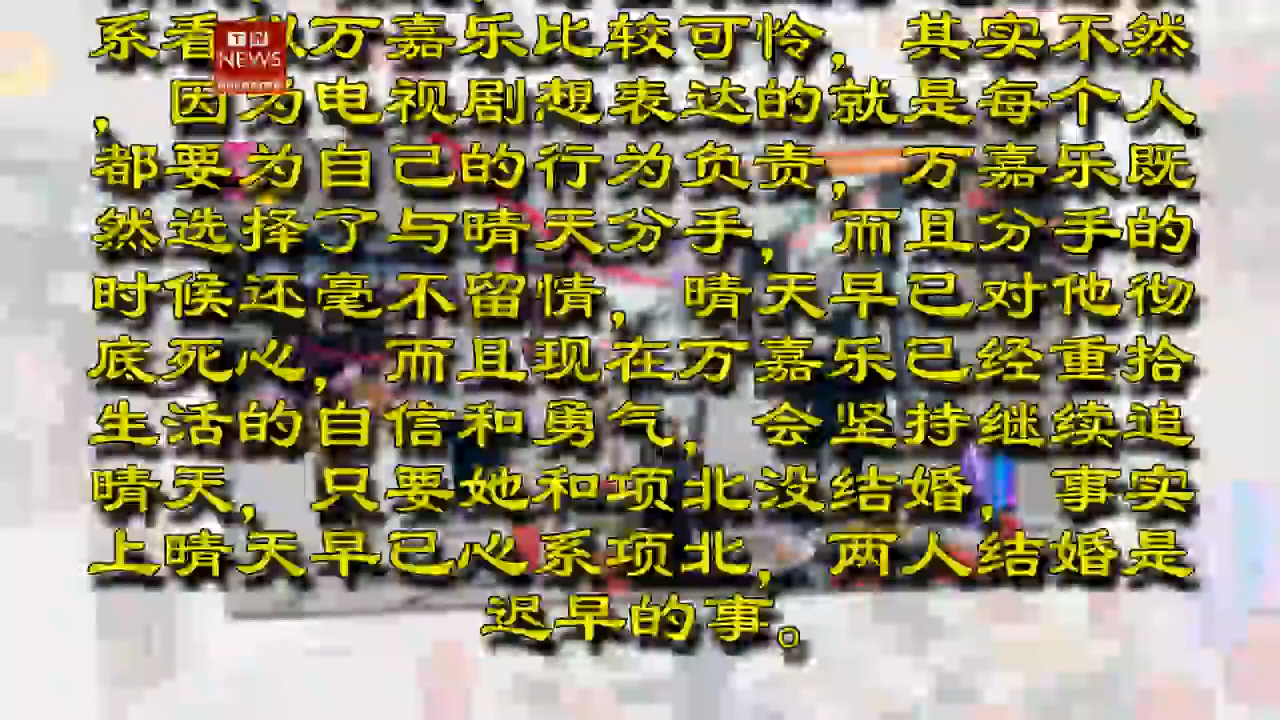 系看似万嘉乐比较可怜，其实不然
，因为电视剧想表达的就是每个人
都要为自己的行为负责，万嘉乐既
然选择了与晴天分手，而且分手的
时候还毫不留情，晴天早已对他彻
底死心，而且现在万嘉乐已经重拾
生活的自信和勇气，会坚持继续追
晴天，只要她和项北没结婚，事实
上晴天早已心系项北，两人结婚是
迟早的事。
TN
NEWS